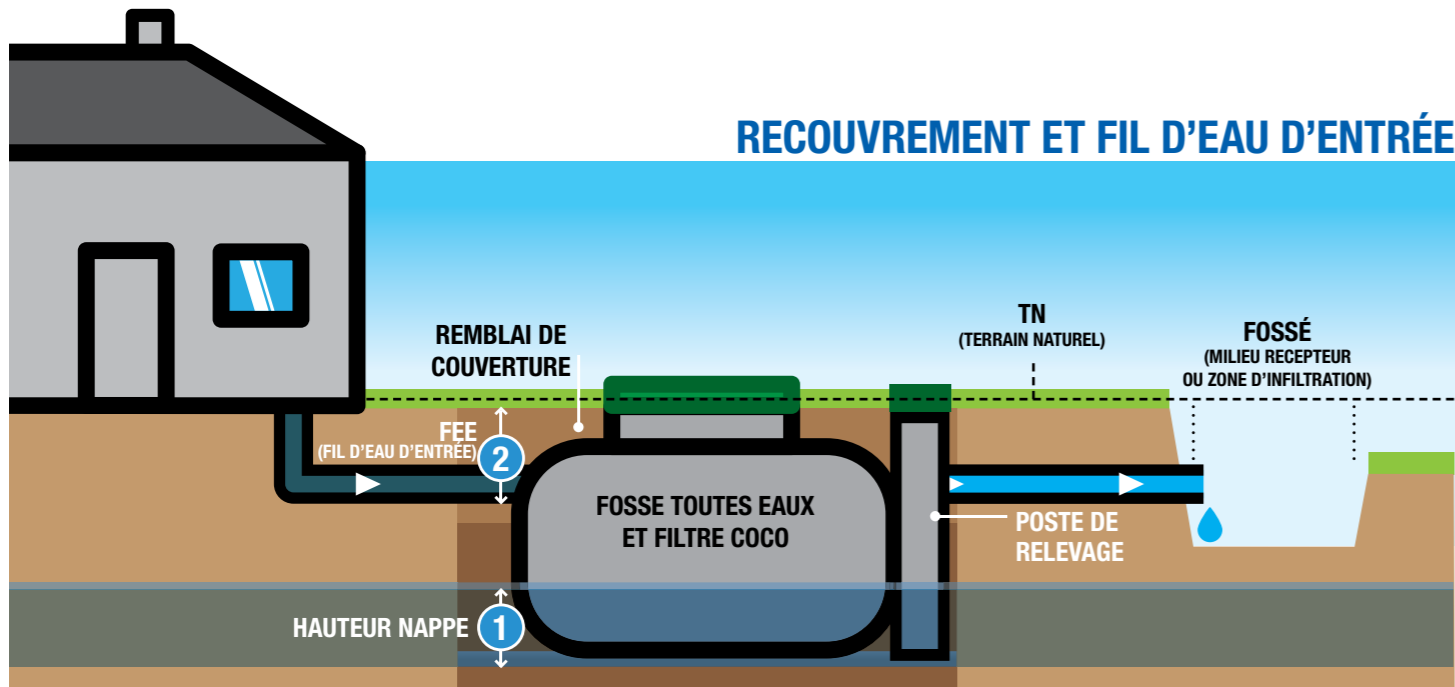 RECOUVREMENT ET FIL D’EAU D’ENTRÉE
REMBLAI DE
COUVERTURE
TN
(TERRAIN NATUREL)
FOSSÉ
(MILIEU RECEPTEUR
OU ZONE D’INFILTRATION)
FEE
(FIL D’EAU D’ENTRÉE)
2
FOSSE TOUTES EAUX
ET FILTRE COCO
POSTE DE
RELEVAGE
HAUTEUR NAPPE
1